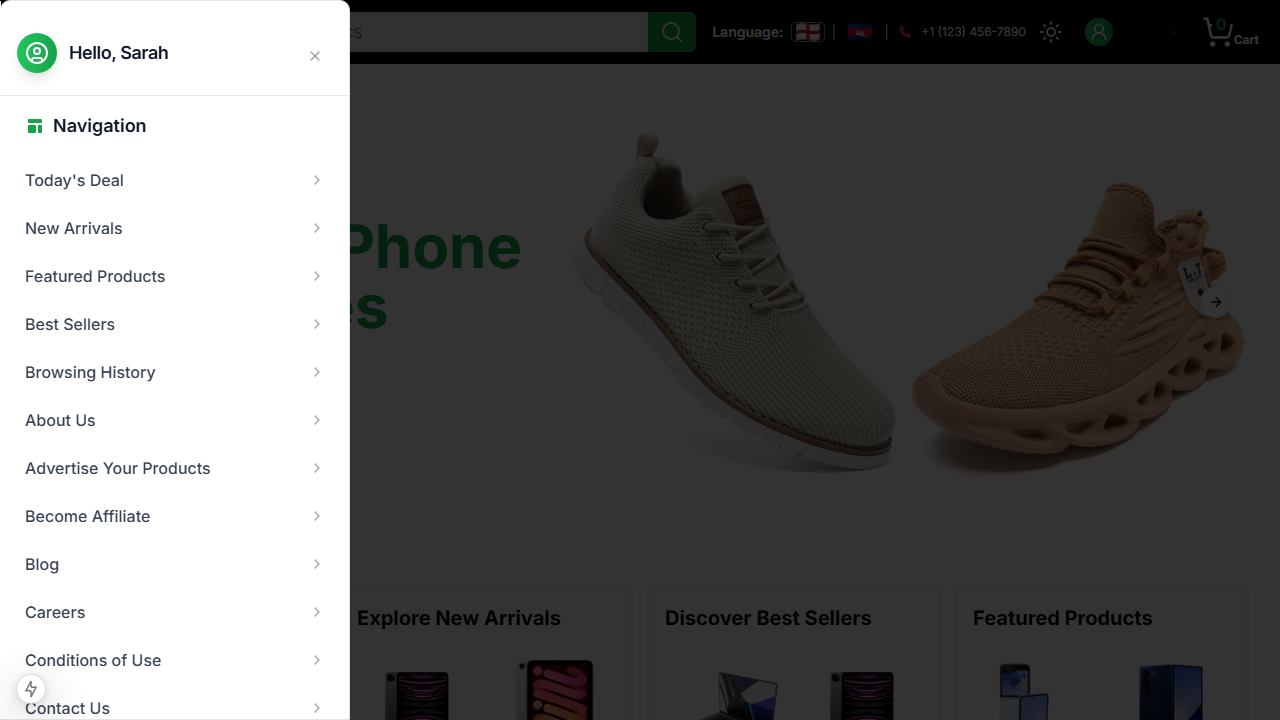 Hello, Sarah
cs
Language:
+1 (123) 456-7890
0
Cart
Navigation
Today's Deal
New Arrivals
Featured Products
Best Sellers
Browsing History
About Us
Advertise Your Products
Become Affiliate
Blog
Careers
Conditions of Use
Contact Us
Phone
es
L.I
Explore New Arrivals
Discover Best Sellers
Featured Products